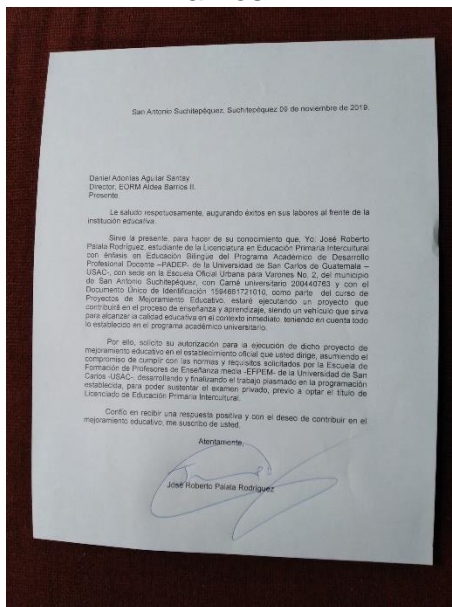 San Antonio Suchitepéquez, Suchitepéquez 09 de noviembre de 2019.
Daniel Adonías Aguilar Santay
Director, EORM Aldea Barrios II.
Presente.
Le saludo respetuosamente, augurando éxitos en sus labores al frente de la
institución educativa.
Sirve la presente, para hacer de su conocimiento que, Yo: José Roberto
Palala Rodríguez, estudiante de la Licenciatura en Educación Primaria Intercultural
con énfasis en Educación Bilingüe del Programa Académico de Desarrollo
Profesional Docente –PADEP- de la Universidad de San Carlos de Guatemala –
USAC-, con sede en la Escuela Oficial Urbana para Varones No. 2, del municipio
de San Antonio Suchitepéquez, con Carné universitario 200440763 y con el
Documento Único de Identificación 1594661721010, como parte del curso de
Proyectos de Mejoramiento Educativo, estaré ejecutando un proyecto que
contribuirá en el proceso de enseñanza y aprendizaje, siendo un vehículo que sirva
para alcanzar la calidad educativa en el contexto inmediato, teniendo en cuenta todo
lo establecido en el programa académico universitario.
Por ello, solicito su autorización para la ejecución de dicho proyecto de
mejoramiento educativo en el establecimiento oficial que usted dirige, asumiendo el
compromiso de cumplir con las normas y requisitos solicitados por la Escuela de
Formación de Profesores de Enseñanza media -EFPEM- de la Universidad de San
Carlos -USAC-, desarrollando y finalizando el trabajo plasmado en la programación
establecida, para poder sustentar el examen privado, previo a optar el título de
Licenciado de Educación Primaria Intercultural.
Confío en recibir una respuesta positiva y con el deseo de contribuir en el
mejoramiento educativo, me suscribo de usted.
Atentamente,
José Roberto Palala Rodríguez